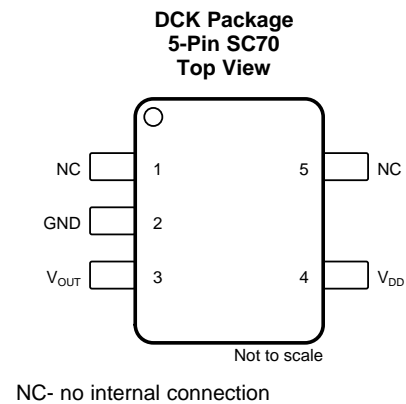 DCK Package
5-Pin SC70
Top View
NC 1 5 NC
GND 2
VOUT 3 4 VDD
Not to scale
NC- no internal connection